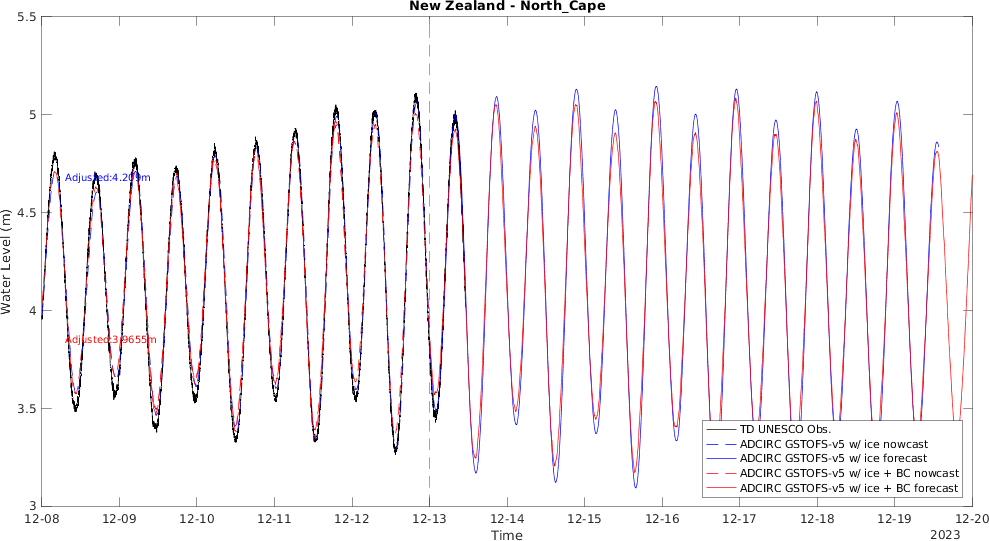 New Zealand - North_Cape
5.5
5
4.5
4
3.5
3
Water Level (m)
Adjusted:4.209m
Adjusted:3.9655m
TD UNESCO Obs.
ADCIRC GSTOFS-v5 w/ ice nowcast
ADCIRC GSTOFS-v5 w/ ice forecast
ADCIRC GSTOFS-v5 w/ ice + BC nowcast
ADCIRC GSTOFS-v5 w/ ice + BC forecast
12-08 12-09 12-10 12-11 12-12 12-13 12-14 12-15 12-16 12-17 12-18 12-19 12-20
Time
2023